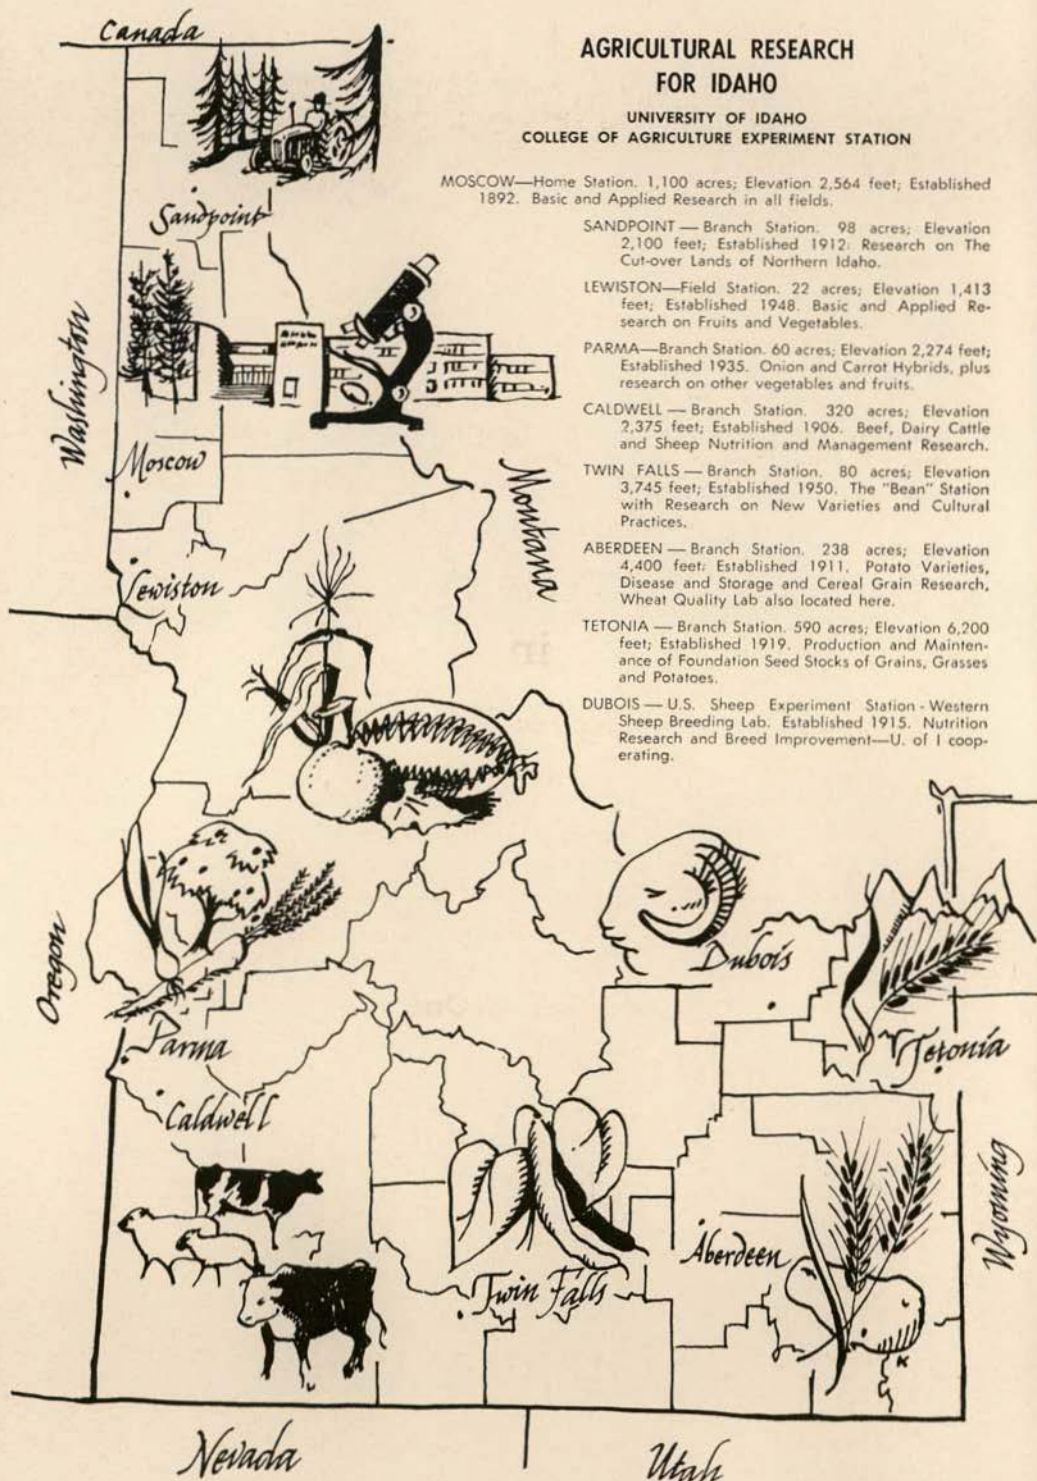 Canada
AGRICULTURAL RESEARCH
FOR IDAHO
UNIVERSITY OF IDAHO
COLLEGE OF AGRICULTURE EXPERIMENT STATION
MOSCOW—Home Station. 1,100 acres; Elevation 2,564 feet; Established
1892. Basic and Applied Research in all fields.
SANDPOINT — Branch Station. 98 acres; Elevation
2,100 feet; Established 1912. Research on The
Cut-over Lands of Northern Idaho.
LEWISTON—Field Station. 22 acres; Elevation 1,413
feet; Established 1948. Basic and Applied Re-
search on Fruits and Vegetables.
PARMA—Branch Station. 60 acres; Elevation 2,274 feet;
Established 1935. Onion and Carrot Hybrids, plus
research on other vegetables and fruits.
CALDWELL — Branch Station. 320 acres; Elevation
2,375 feet; Established 1906. Beef, Dairy Cattle
and Sheep Nutrition and Management Research.
TWIN FALLS — Branch Station. 80 acres; Elevation
3,745 feet; Established 1950. The "Bean" Station
with Research on New Varieties and Cultural
Practices.
ABERDEEN — Branch Station. 238 acres; Elevation
4,400 feet; Established 1911. Potato Varieties,
Disease and Storage and Cereal Grain Research,
Wheat Quality Lab also located here.
TETONIA — Branch Station. 590 acres; Elevation 6,200
feet; Established 1919. Production and Mainten-
ance of Foundation Seed Stocks of Grains, Grasses
and Potatoes.
DUBOIS — U.S. Sheep Experiment Station - Western
Sheep Breeding Lab. Established 1915. Nutrition
Research and Breed Improvement—U. of I coop-
erating.
Sandpoint
Washington
Moscow
Montana
Lewiston
Oregon
Dubois
Parma
Tetonia
Caldwell
Wyoming
Aberdeen
Twin Falls
K
Nevada
Utah